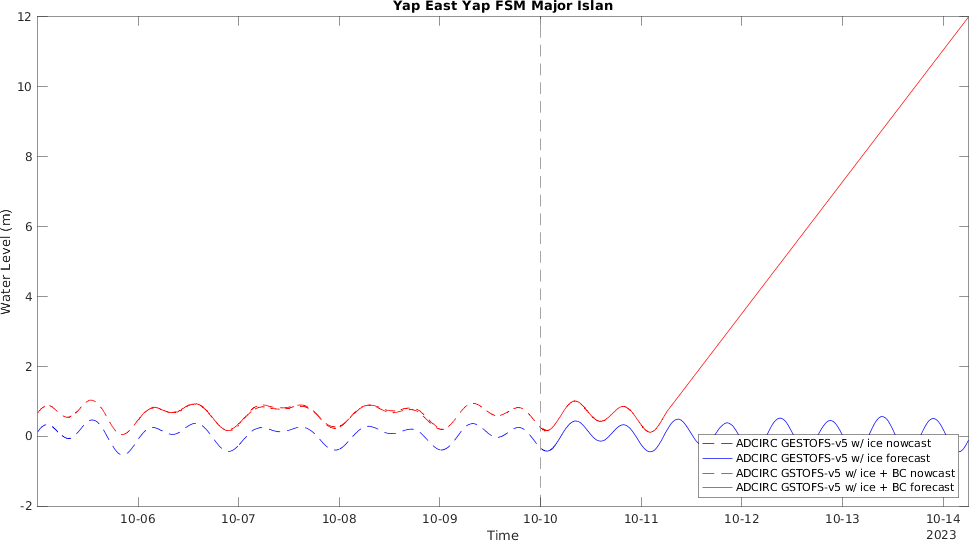 Yap East Yap FSM Major Islan
12
10
8
6
4
2
0
-2
Water Level (m)
10-06 10-07 10-08 10-09 10-10 10-11 10-12 10-13 10-14
Time
2023
ADCIRC GESTOFS-v5 w/ ice nowcast
ADCIRC GESTOFS-v5 w/ ice forecast
ADCIRC GSTOFS-v5 w/ ice + BC nowcast
ADCIRC GSTOFS-v5 w/ ice + BC forecast